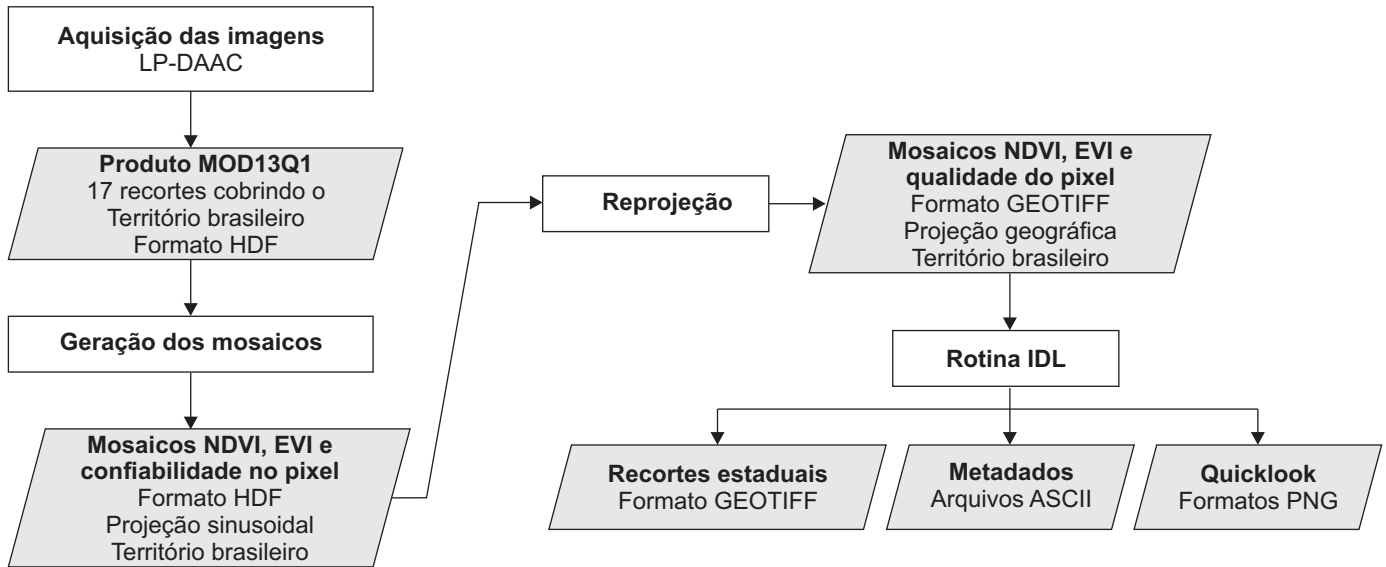 Aquisição das imagens
LP-DAAC
Produto MOD13Q1
17 recortes cobrindo o
Território brasileiro
Formato HDF
Geração dos mosaicos
Mosaicos NDVI, EVI e
confiabilidade no pixel
Formato HDF
Projeção sinusoidal
Território brasileiro
Reprojeção
Mosaicos NDVI, EVI e
qualidade do pixel
Formato GEOTIFF
Projeção geográfica
Território brasileiro
Rotina IDL
Recortes estaduais
Formato GEOTIFF
Metadados
Arquivos ASCII
Quicklook
Formatos PNG